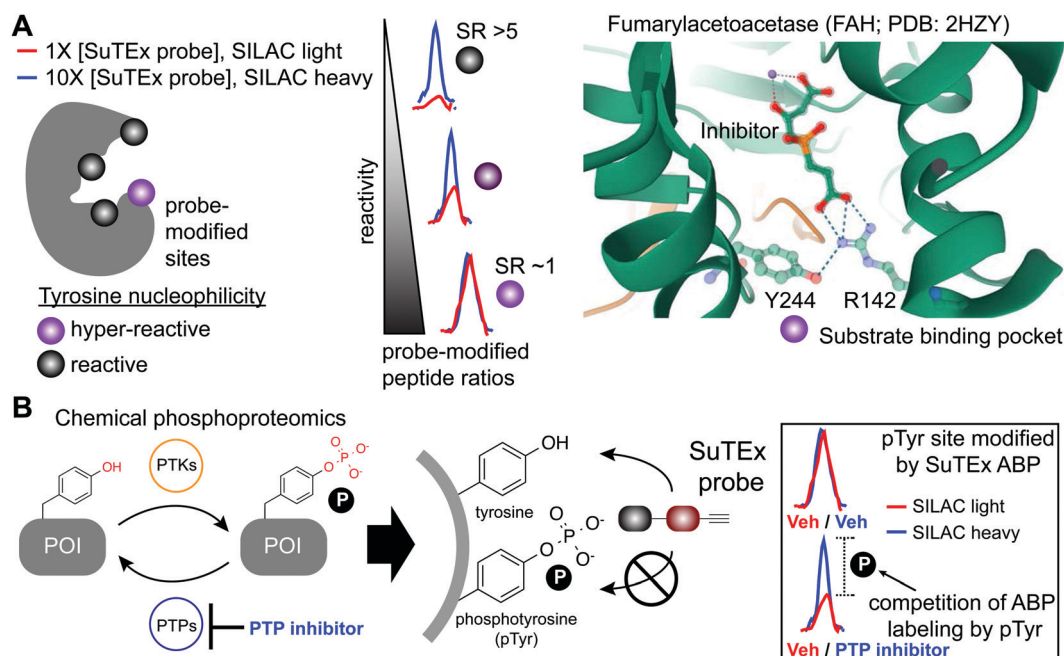 A
1X [SuTEx probe], SILAC light
10X [SuTEx probe], SILAC heavy
probe-
modified
sites
Tyrosine nucleophilicity
hyper-reactive
reactive
reactivity
SR >5
SR ~1
probe-modified
peptide ratios
Fumarylacetoacetase (FAH; PDB: 2HZY)
Inhibitor
Y244
R142
Substrate binding pocket
B
Chemical phosphoproteomics
OH
POI
PTKs
PTPs
PTP inhibitor
O
O-
P
O
O-
P
POI
OH
tyrosine
O
O-
P
O
O-
P
phosphotyrosine
(pTyr)
SuTEx
probe
pTyr site modified
by SuTEx ABP
SILAC light
SILAC heavy
Veh / Veh
P
competition of ABP
labeling by pTyr
Veh / PTP inhibitor